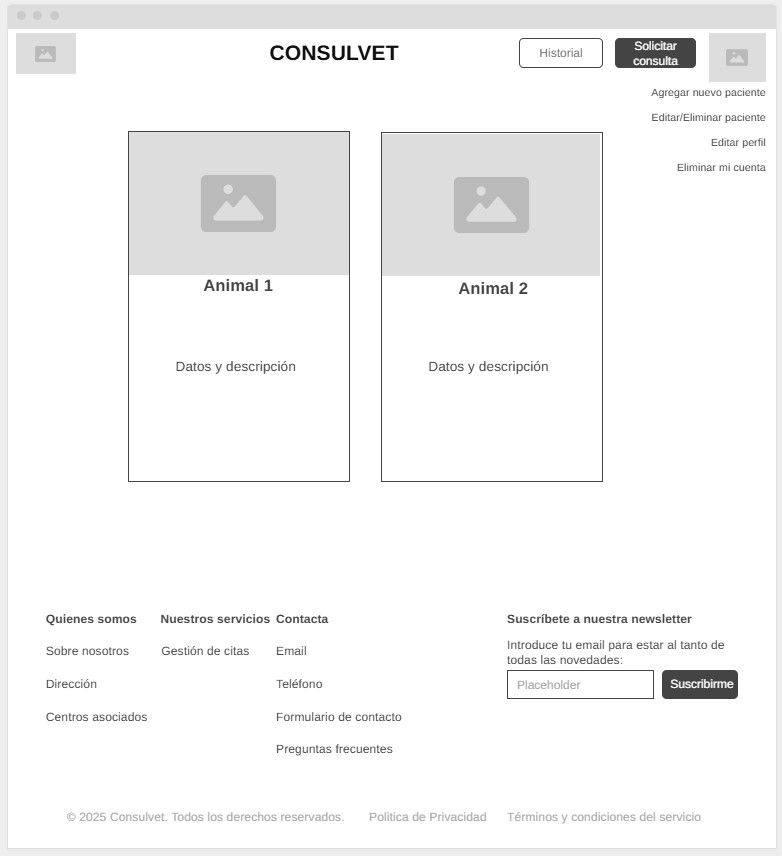 CONSULVET
Historial
Solicitar
consulta
Agregar nuevo paciente
Editar/Eliminar paciente
Editar perfil
Eliminar mi cuenta
Animal 1
Datos y descripción
Animal 2
Datos y descripción
Quienes somos
Sobre nosotros
Dirección
Centros asociados
Nuestros servicios
Gestión de citas
Contacta
Email
Teléfono
Formulario de contacto
Preguntas frecuentes
Suscríbete a nuestra newsletter
Introduce tu email para estar al tanto de
todas las novedades:
Placeholder
Suscribirme
© 2025 Consulvet. Todos los derechos reservados.
Politica de Privacidad
Términos y condiciones del servicio